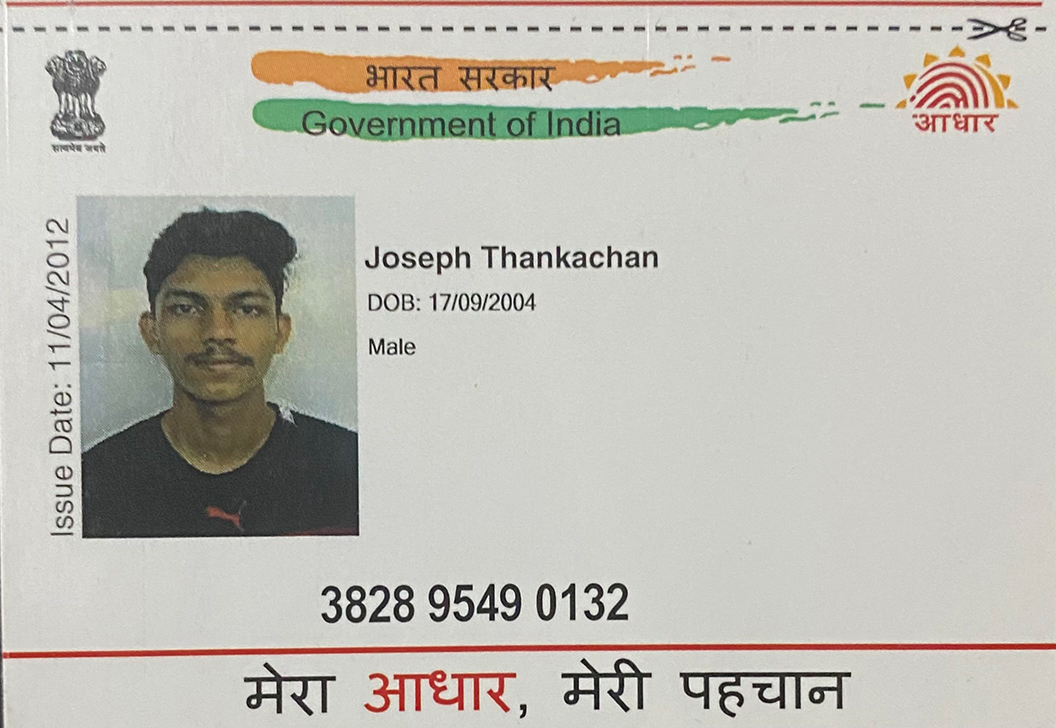 सत्यमेव जयते
भारत सरकार
Government of India
आधार
Issue Date: 11/04/2012
Joseph Thankachan
DOB: 17/09/2004
Male
3828 9549 0132
मेरा आधार, मेरी पहचान